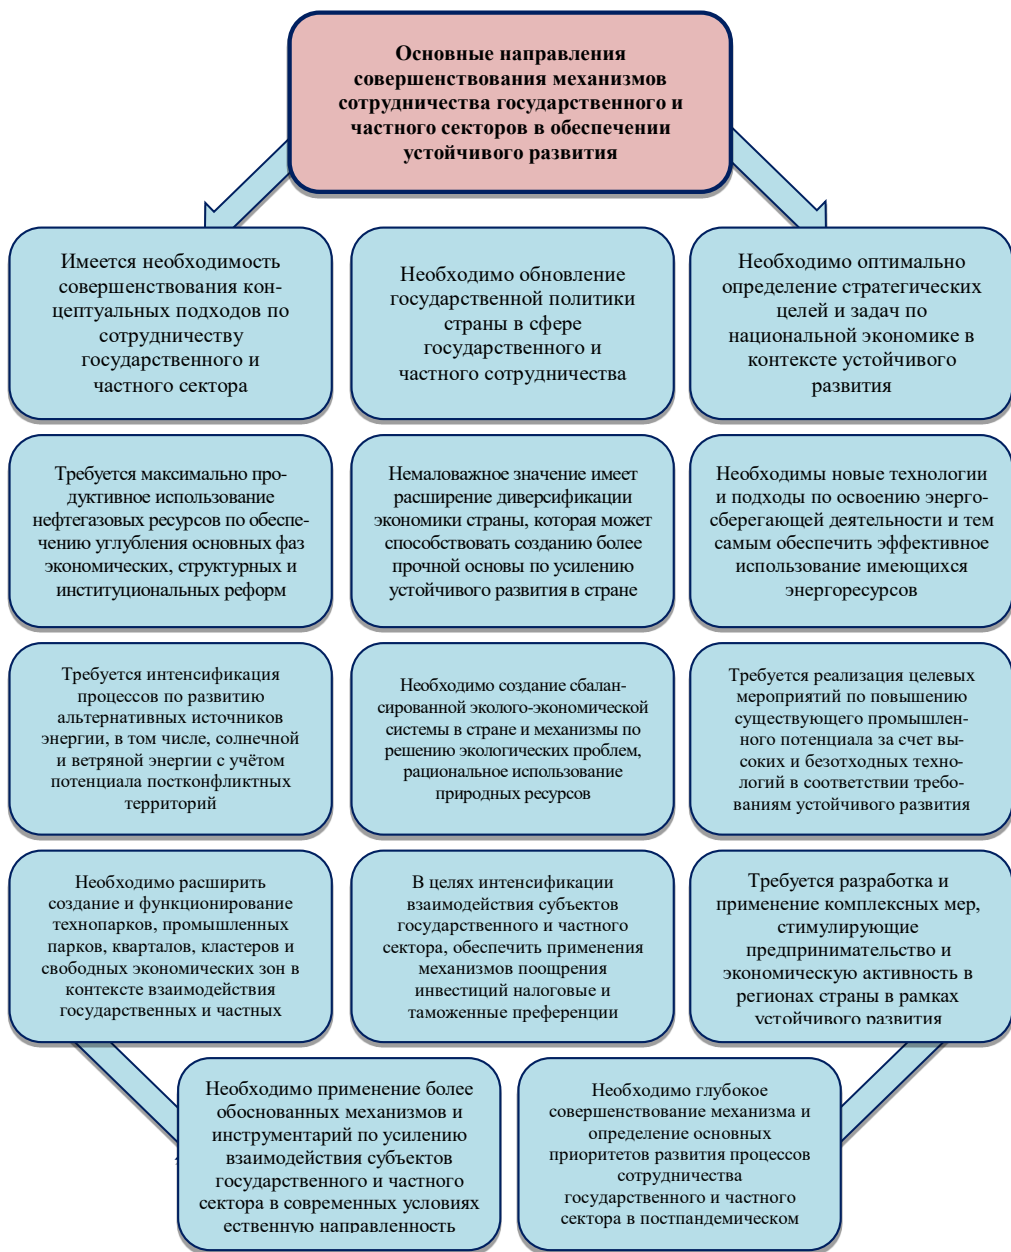 Основные направления
совершенствования механизмов
сотрудничества государственного и
частного секторов в обеспечении
устойчивого развития
Имеется необходимость
совершенствования кон-
цептуальных подходов по
сотрудничеству
государственного и
частного сектора
Необходимо обновление
государственной политики
страны в сфере
государственного и
частного сотрудничества
Необходимо оптимально
определение стратегических
целей и задач по
национальной экономике в
контексте устойчивого
развития
Требуется максимально про-
дуктивное использование
нефтегазовых ресурсов по обеспе-
чению углубления основных фаз
экономических, структурных и
институциональных реформ
Немаловажное значение имеет
расширение диверсификации
экономики страны, которая может
способствовать созданию более
прочной основы по усилению
устойчивого развития в стране
Необходимы новые технологии
и подходы по освоению энерго-
сберегающей деятельности и тем
самым обеспечить эффективное
использование имеющихся
энергоресурсов
Требуется интенсификация
процессов по развитию
альтернативных источников
энергии, в том числе, солнечной
и ветряной энергии с учётом
потенциала постконфликтных
территорий
Необходимо создание сбалан-
сированной эколого-экономической
системы в стране и механизмы по
решению экологических проблем,
рациональное использование
природных ресурсов
Требуется реализация целевых
мероприятий по повышению
существующего промышлен-
ного потенциала за счет вы-
соких и безотходных техно-
логий в соответствии требо-
ваниям устойчивого развития
Необходимо расширить
создание и функционирование
технопарков, промышленных
парков, кварталов, кластеров и
свободных экономических зон в
контексте взаимодействия
государственных и частных
В целях интенсификации
взаимодействия субъектов
государственного и частного
сектора, обеспечить применения
механизмов поощрения
инвестиций налоговые и
таможенные преференции
Требуется разработка и
применение комплексных мер,
стимулирующие
предпринимательство и
экономическую активность в
регионах страны в рамках
устойчивого развития
Необходимо применение более
обоснованных механизмов и
инструментарий по усилению
взаимодействия субъектов
государственного и частного
сектора в современных условиях
ественную направленность
Необходимо глубокое
совершенствование механизма и
определение основных
приоритетов развития процессов
сотрудничества
государственного и частного
сектора в постпандемическом